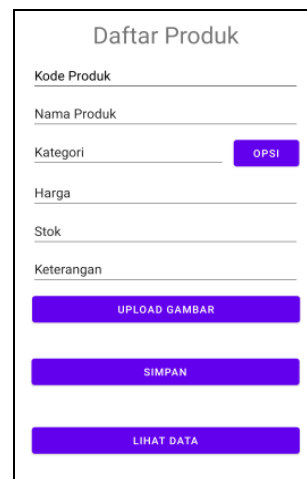 Daftar Produk
Kode Produk
Nama Produk
Kategori OPSI
Harga
Stok
Keterangan
UPLOAD GAMBAR
SIMPAN
LIHAT DATA